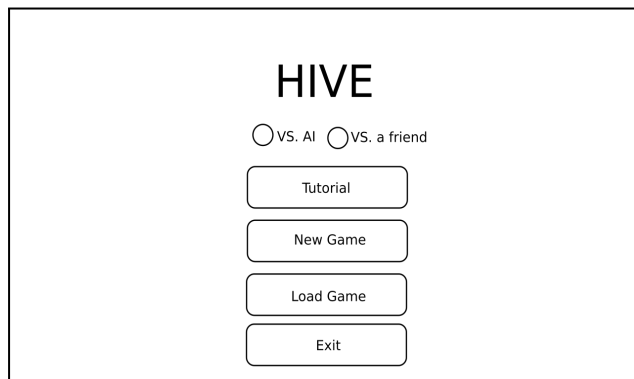 HIVE
VS. AI VS. a friend
Tutorial
New Game
Load Game
Exit